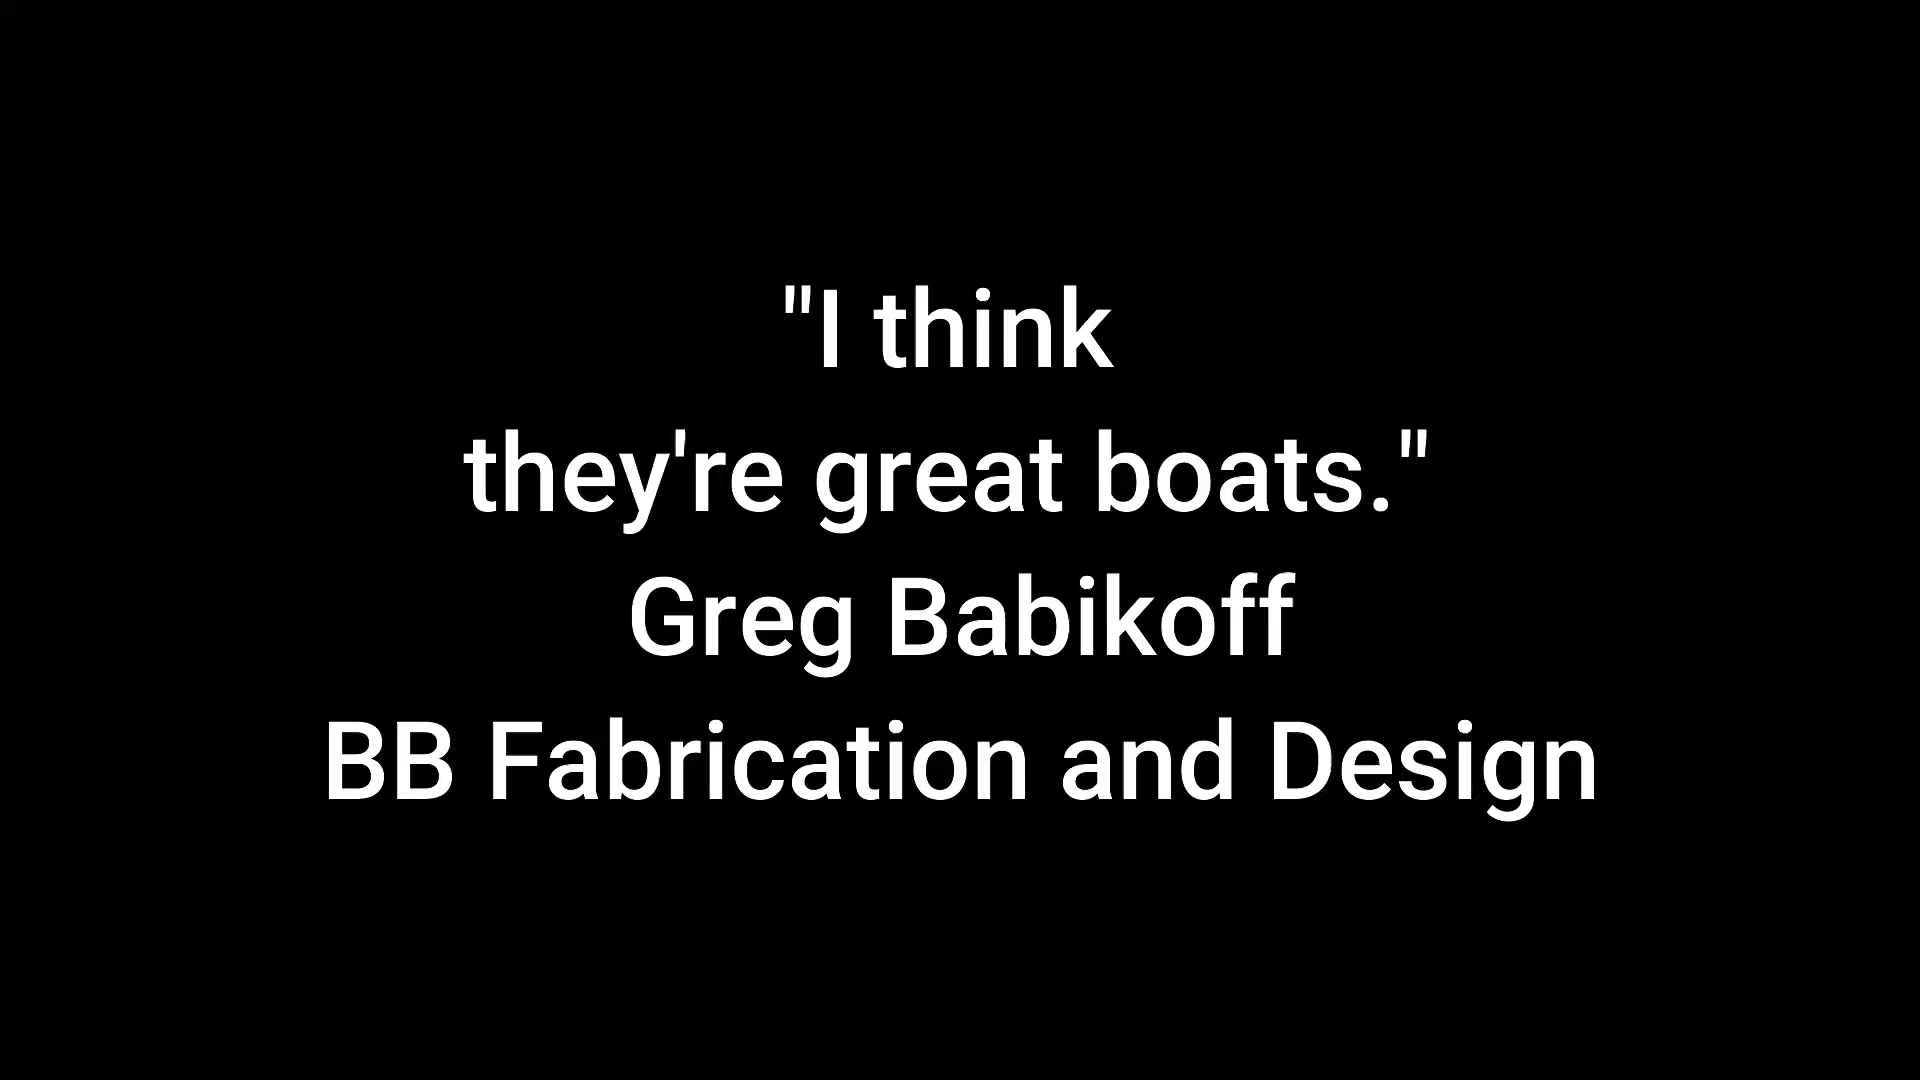 "I think
they're great boats."
Greg Babikoff
BB Fabrication and Design